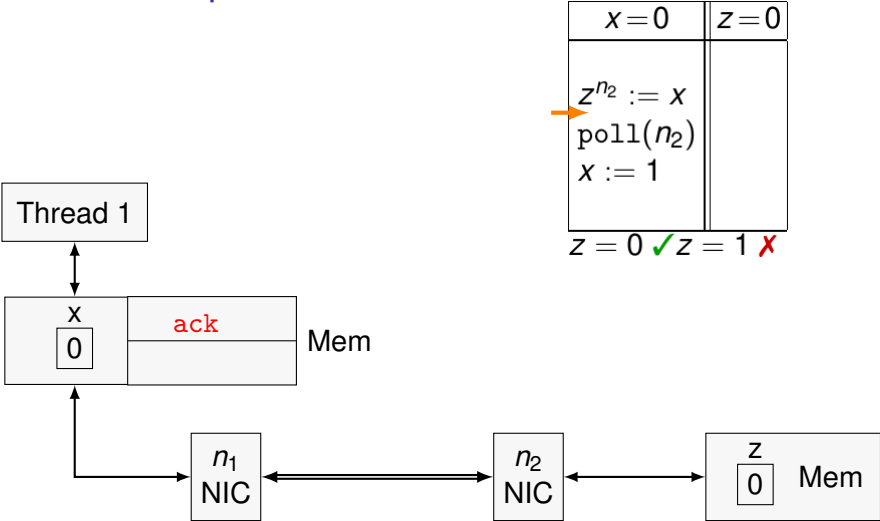 x=0 z=0
z^{n_2} := x
poll(n_2)
x := 1
z = 0 ✓ z = 1 ✗
Thread 1
x
0
ack
Mem
n_1
NIC
n_2
NIC
z
0
Mem